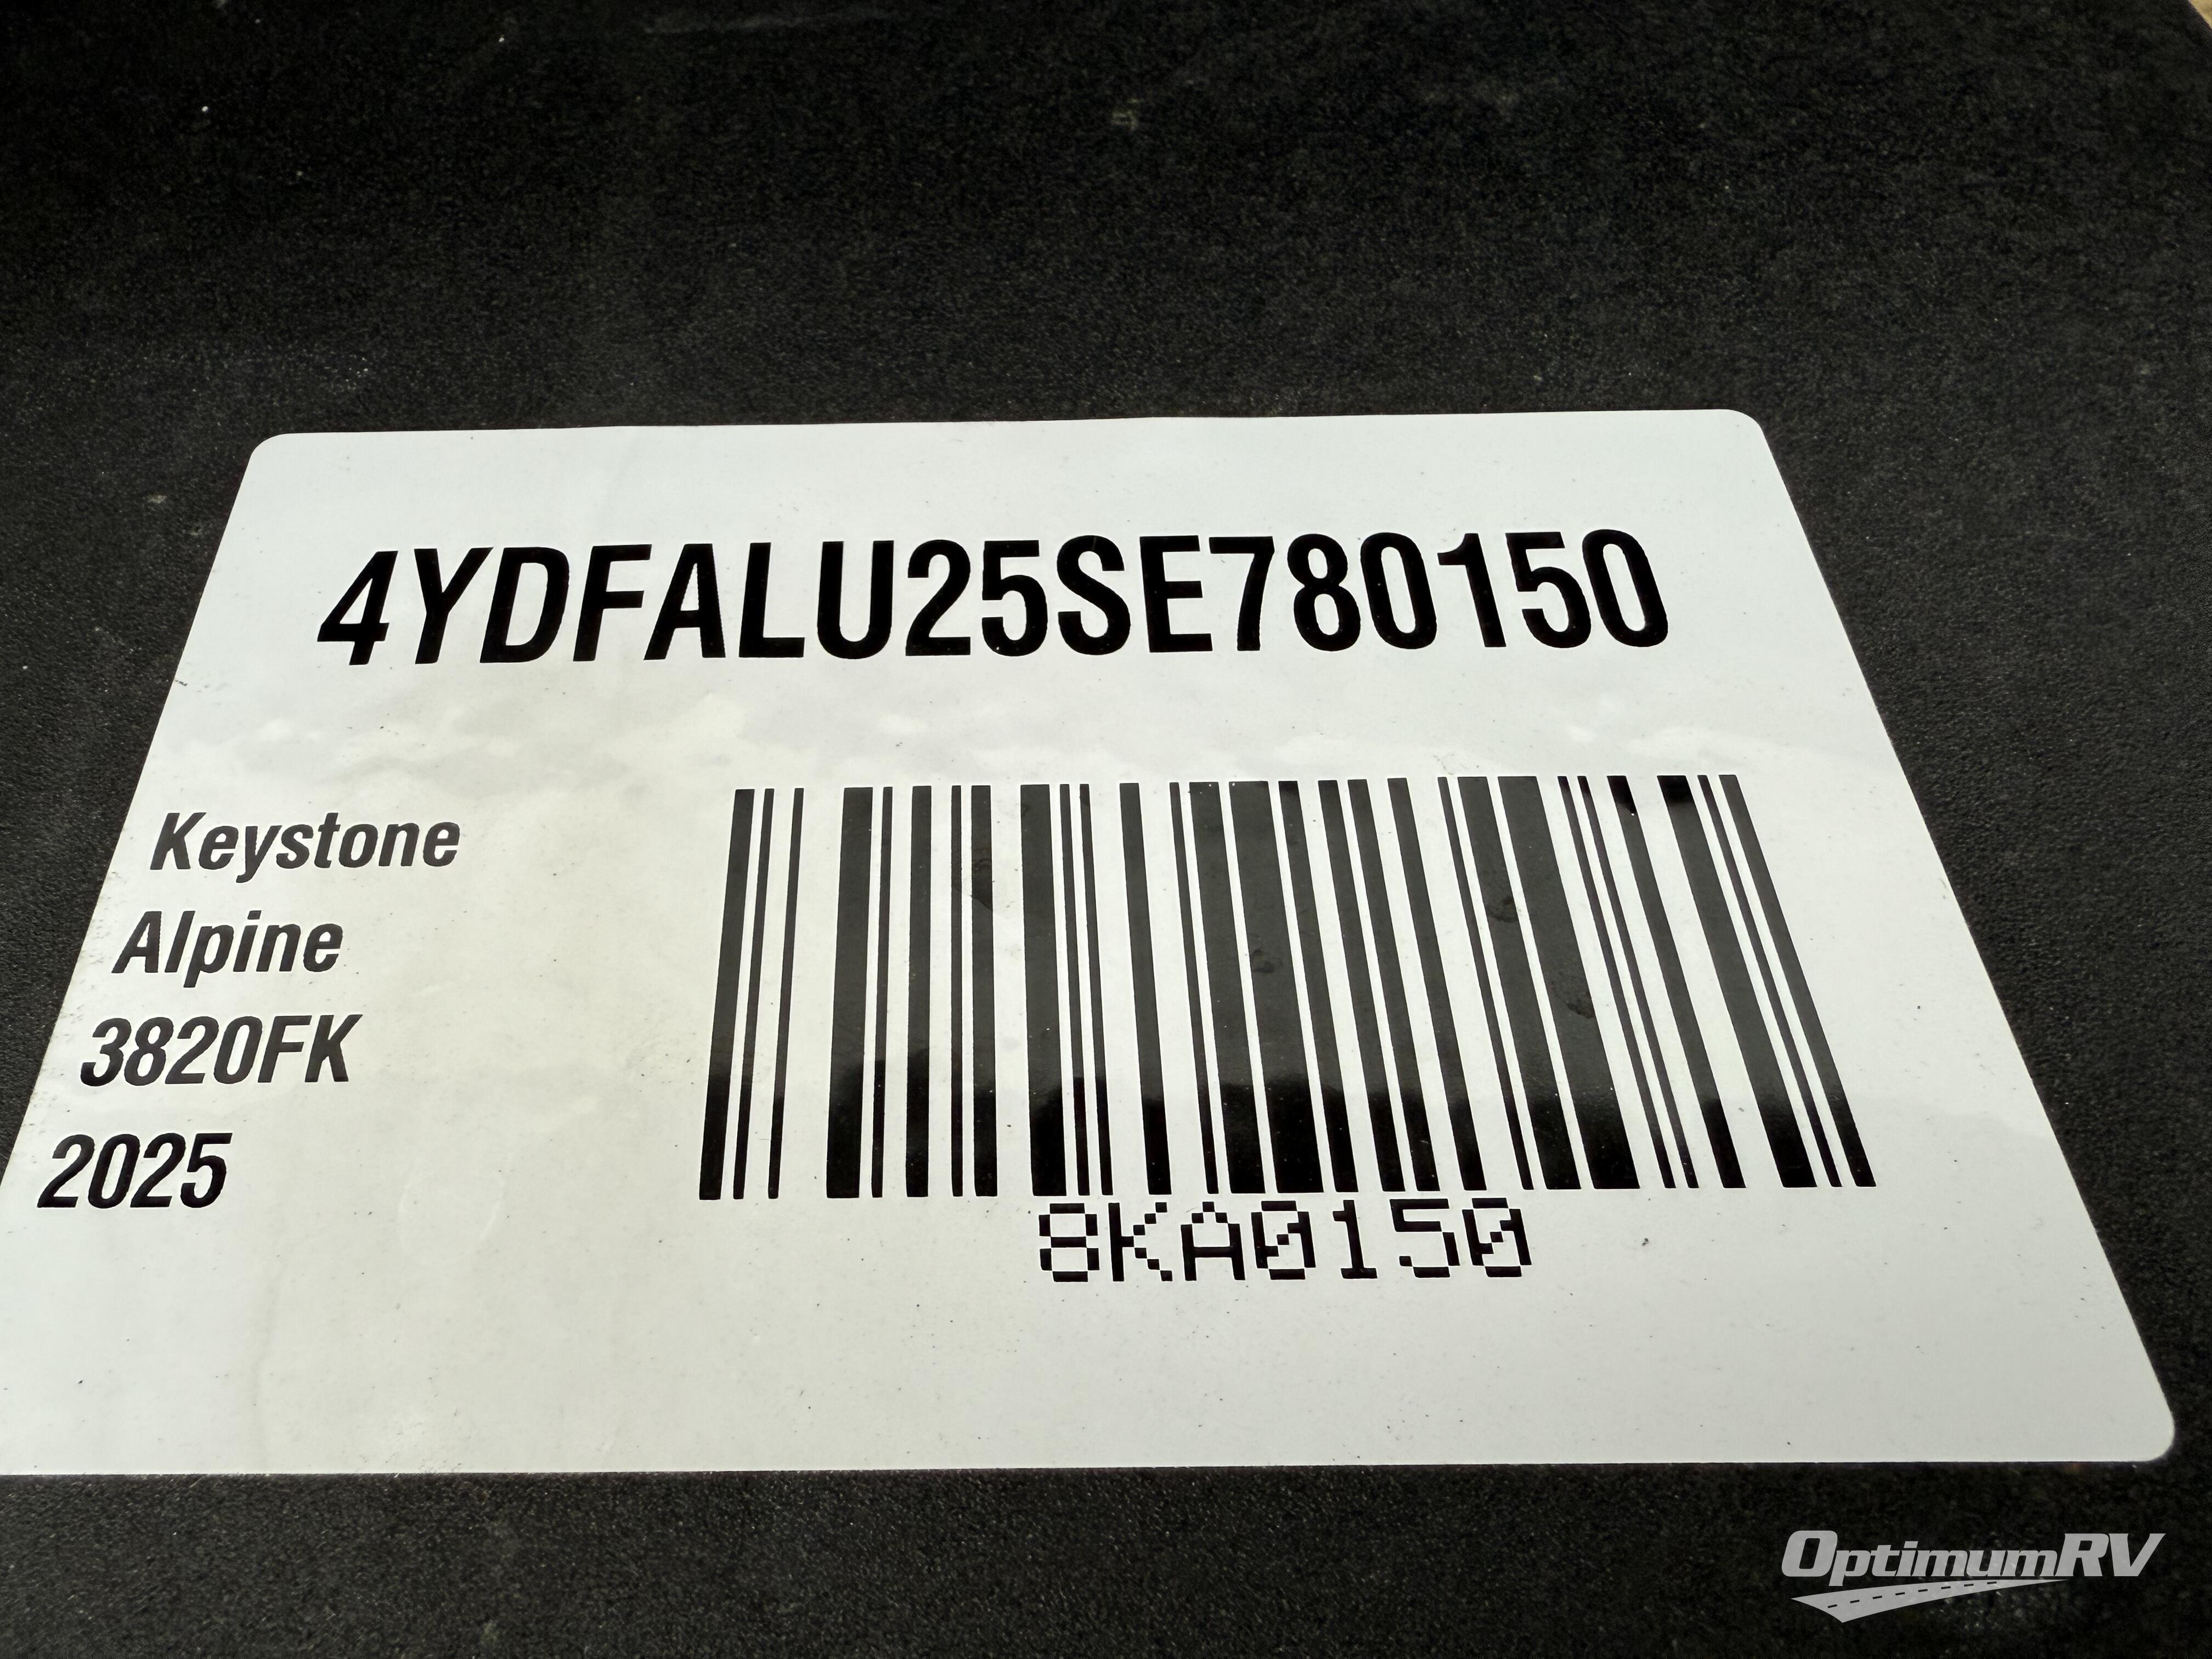 4YDFALU25SE780150
Keystone
Alpine
3820FK
2025
8KA0150
OptimumRV